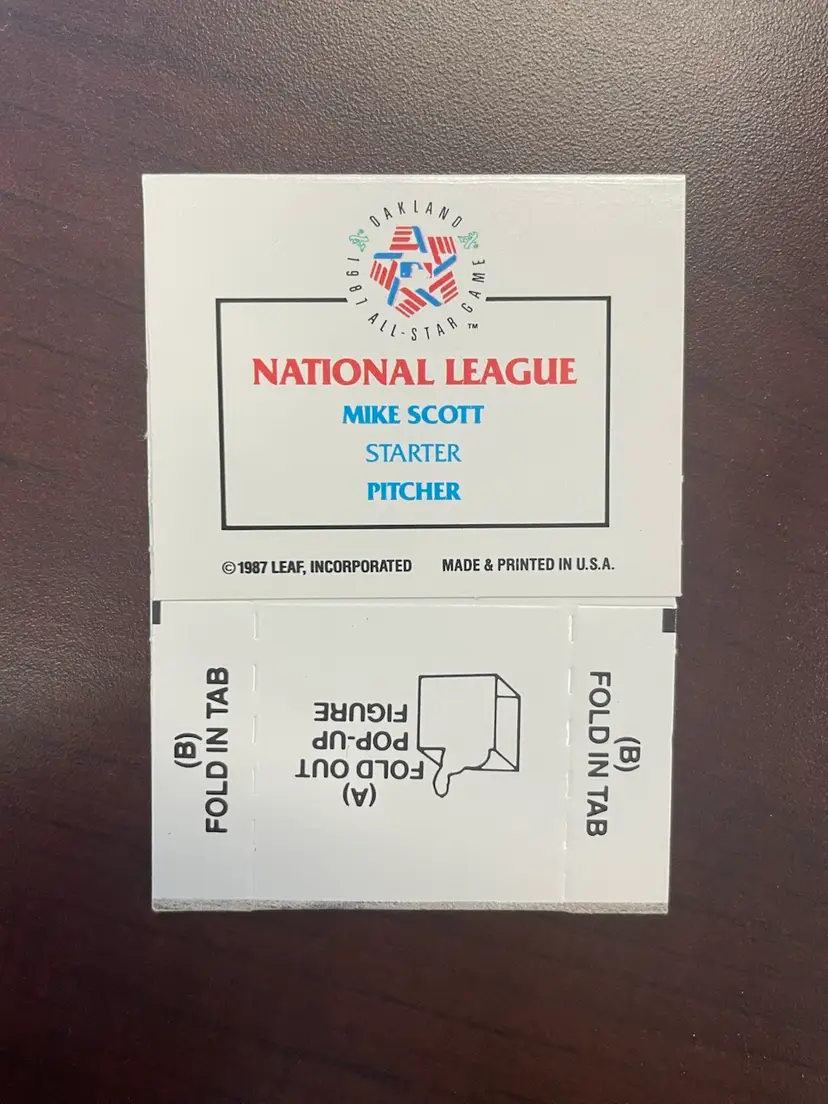 OAKLAND
1987 ALL-STAR GAME ™
NATIONAL LEAGUE
MIKE SCOTT
STARTER
PITCHER
©1987 LEAF, INCORPORATED MADE & PRINTED IN U.S.A.
(B)
FOLD IN TAB
(A)
FOLD OUT
POP-UP
FIGURE
(B)
FOLD IN TAB